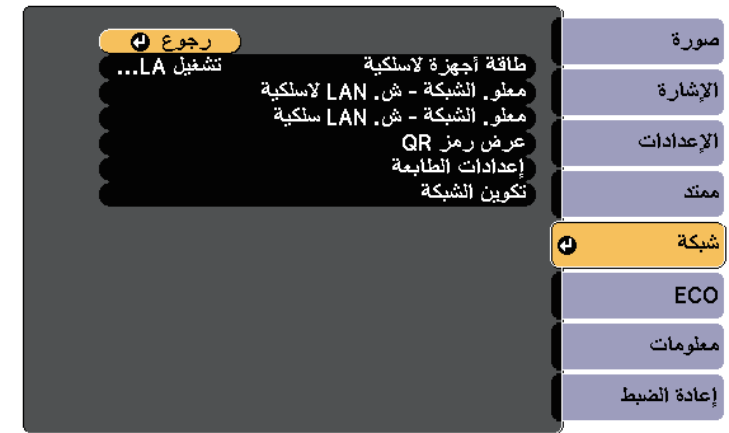 صورة
الإشارة
الإعدادات
ممتد
شبكة
ECO
معلومات
إعادة الضبط
رجوع
طاقة أجهزة لاسلكية تشغيل LA...
معلو. الشبكة - ش. LAN لاسلكية
معلو. الشبكة - ش. LAN سلكية
عرض رمز QR
إعدادات الطابعة
تكوين الشبكة